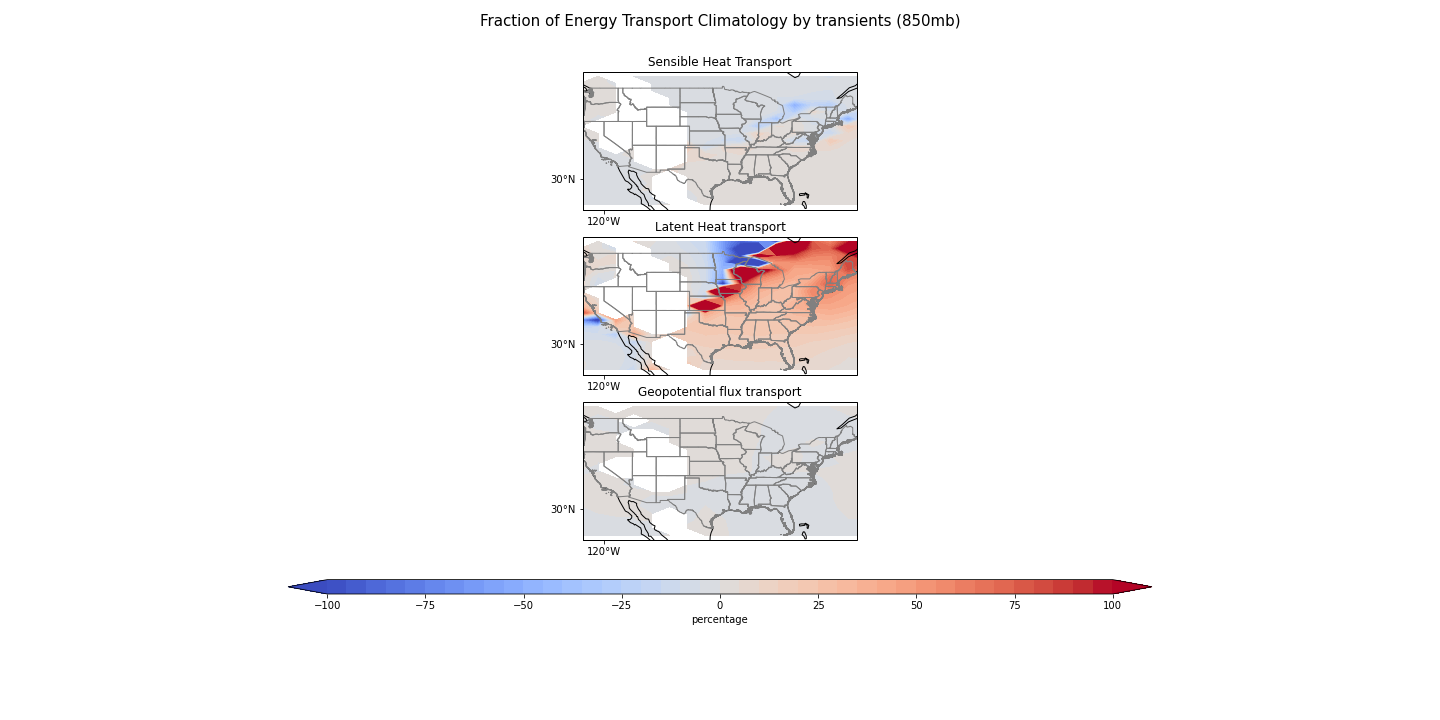 Fraction of Energy Transport Climatology by transients (850mb)
Sensible Heat Transport
30°N
120°W
Latent Heat transport
30°N
120°W
Geopotential flux transport
30°N
120°W
−100 −75 −50 −25 0 25 50 75 100
percentage